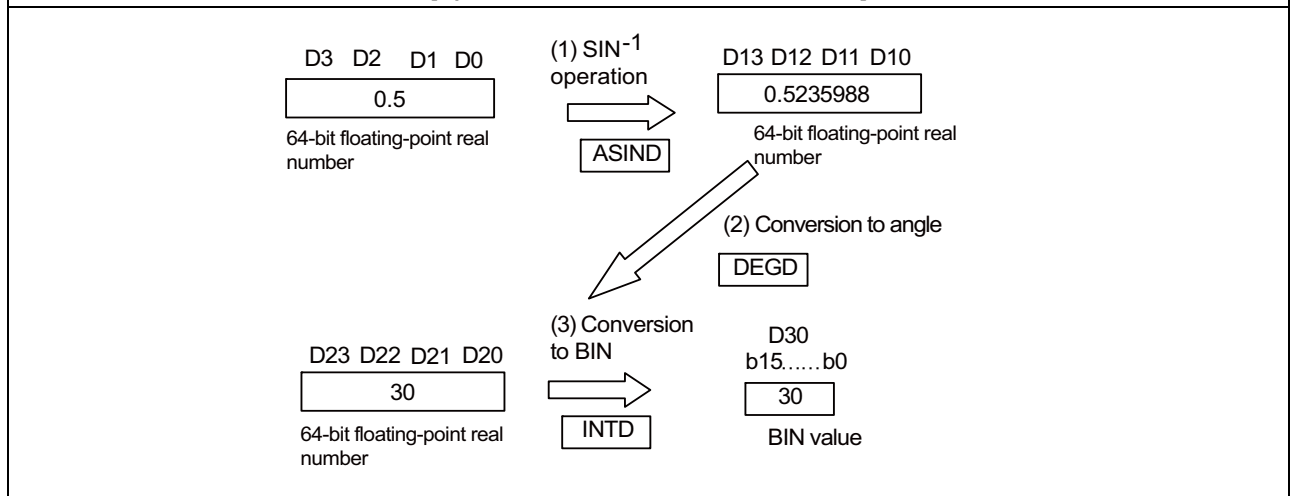 D3 D2 D1 D0
0.5
64-bit floating-point real
number
(1) SIN-1
operation
ASIND
D13 D12 D11 D10
0.5235988
64-bit floating-point real
number
(2) Conversion to angle
DEGD
D23 D22 D21 D20
30
64-bit floating-point real
number
(3) Conversion
to BIN
INTD
D30
b15......b0
30
BIN value